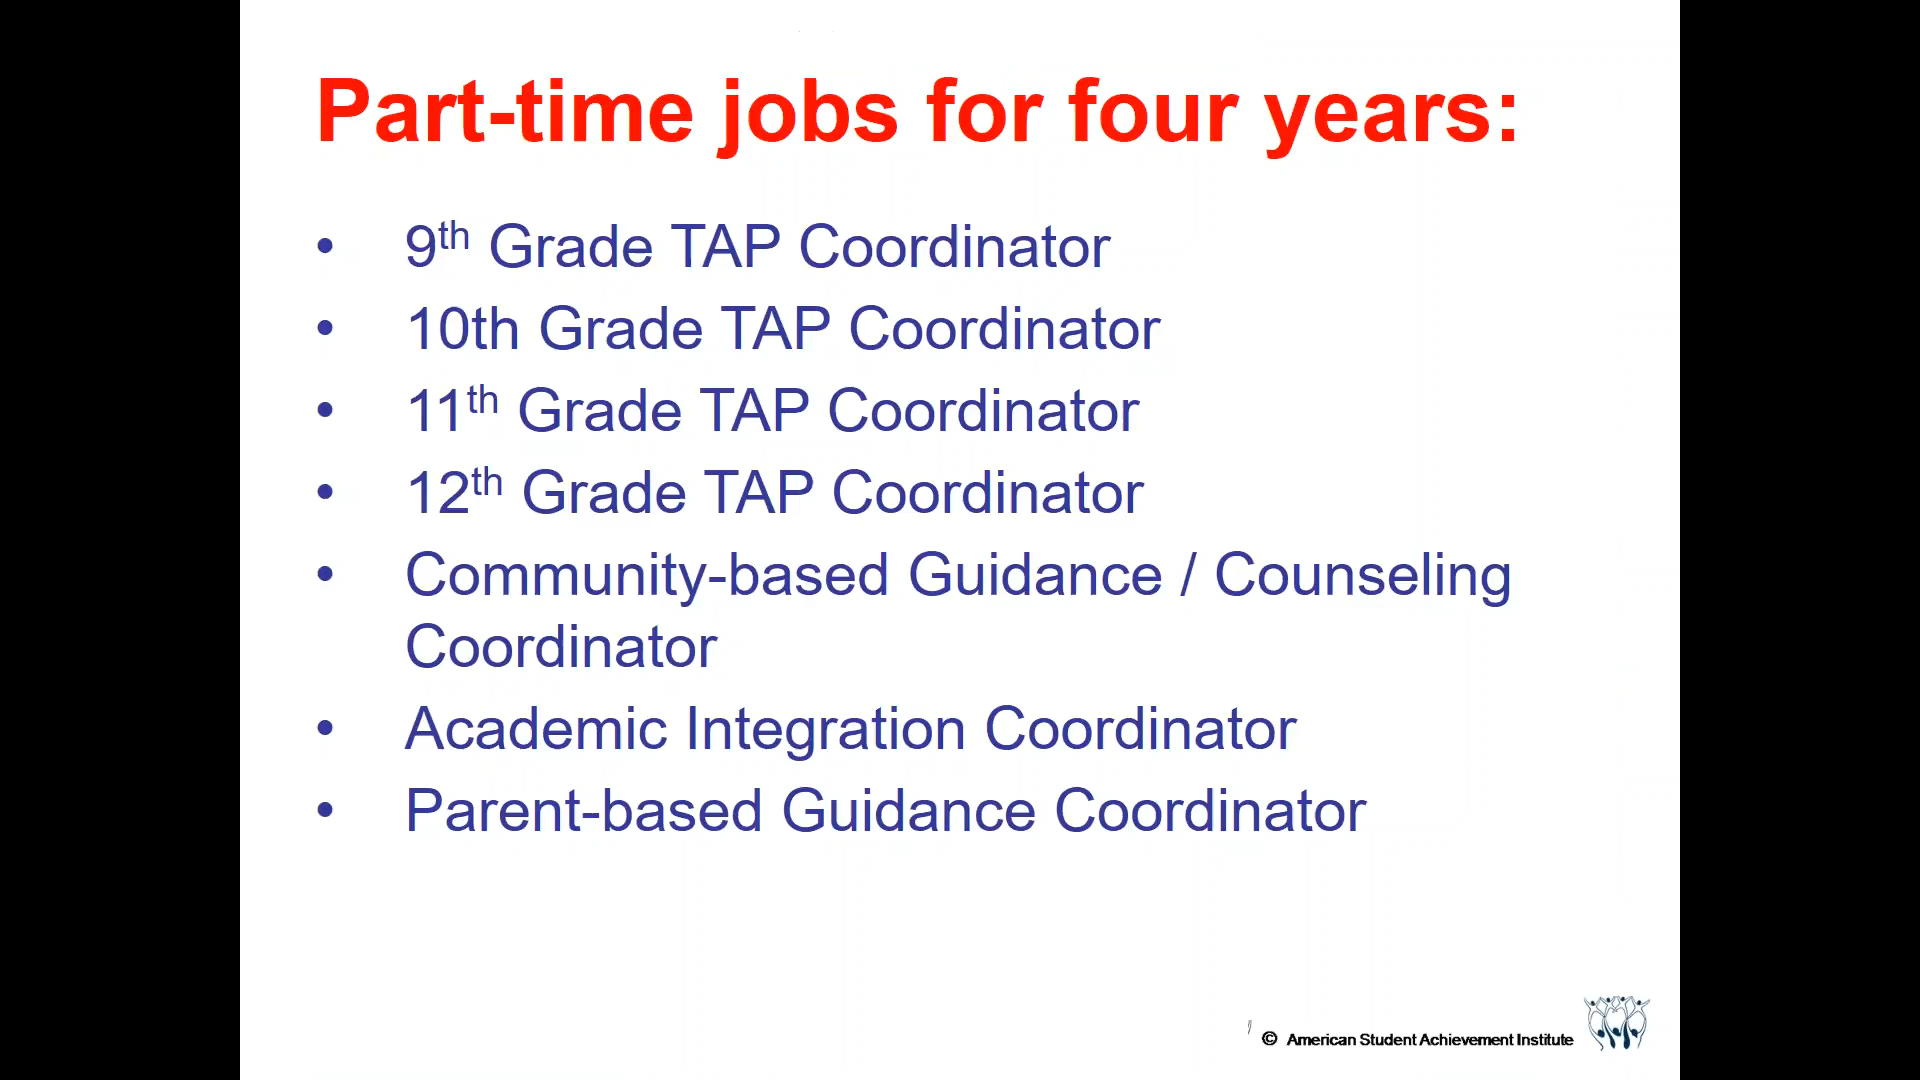 Part-time jobs for four years:
• 9th Grade TAP Coordinator
• 10th Grade TAP Coordinator
• 11th Grade TAP Coordinator
• 12th Grade TAP Coordinator
• Community-based Guidance / Counseling
Coordinator
• Academic Integration Coordinator
• Parent-based Guidance Coordinator
© American Student Achievement Institute